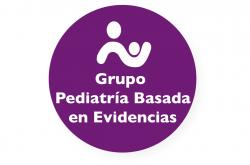 Grupo
Pediatría Basada
en Evidencias